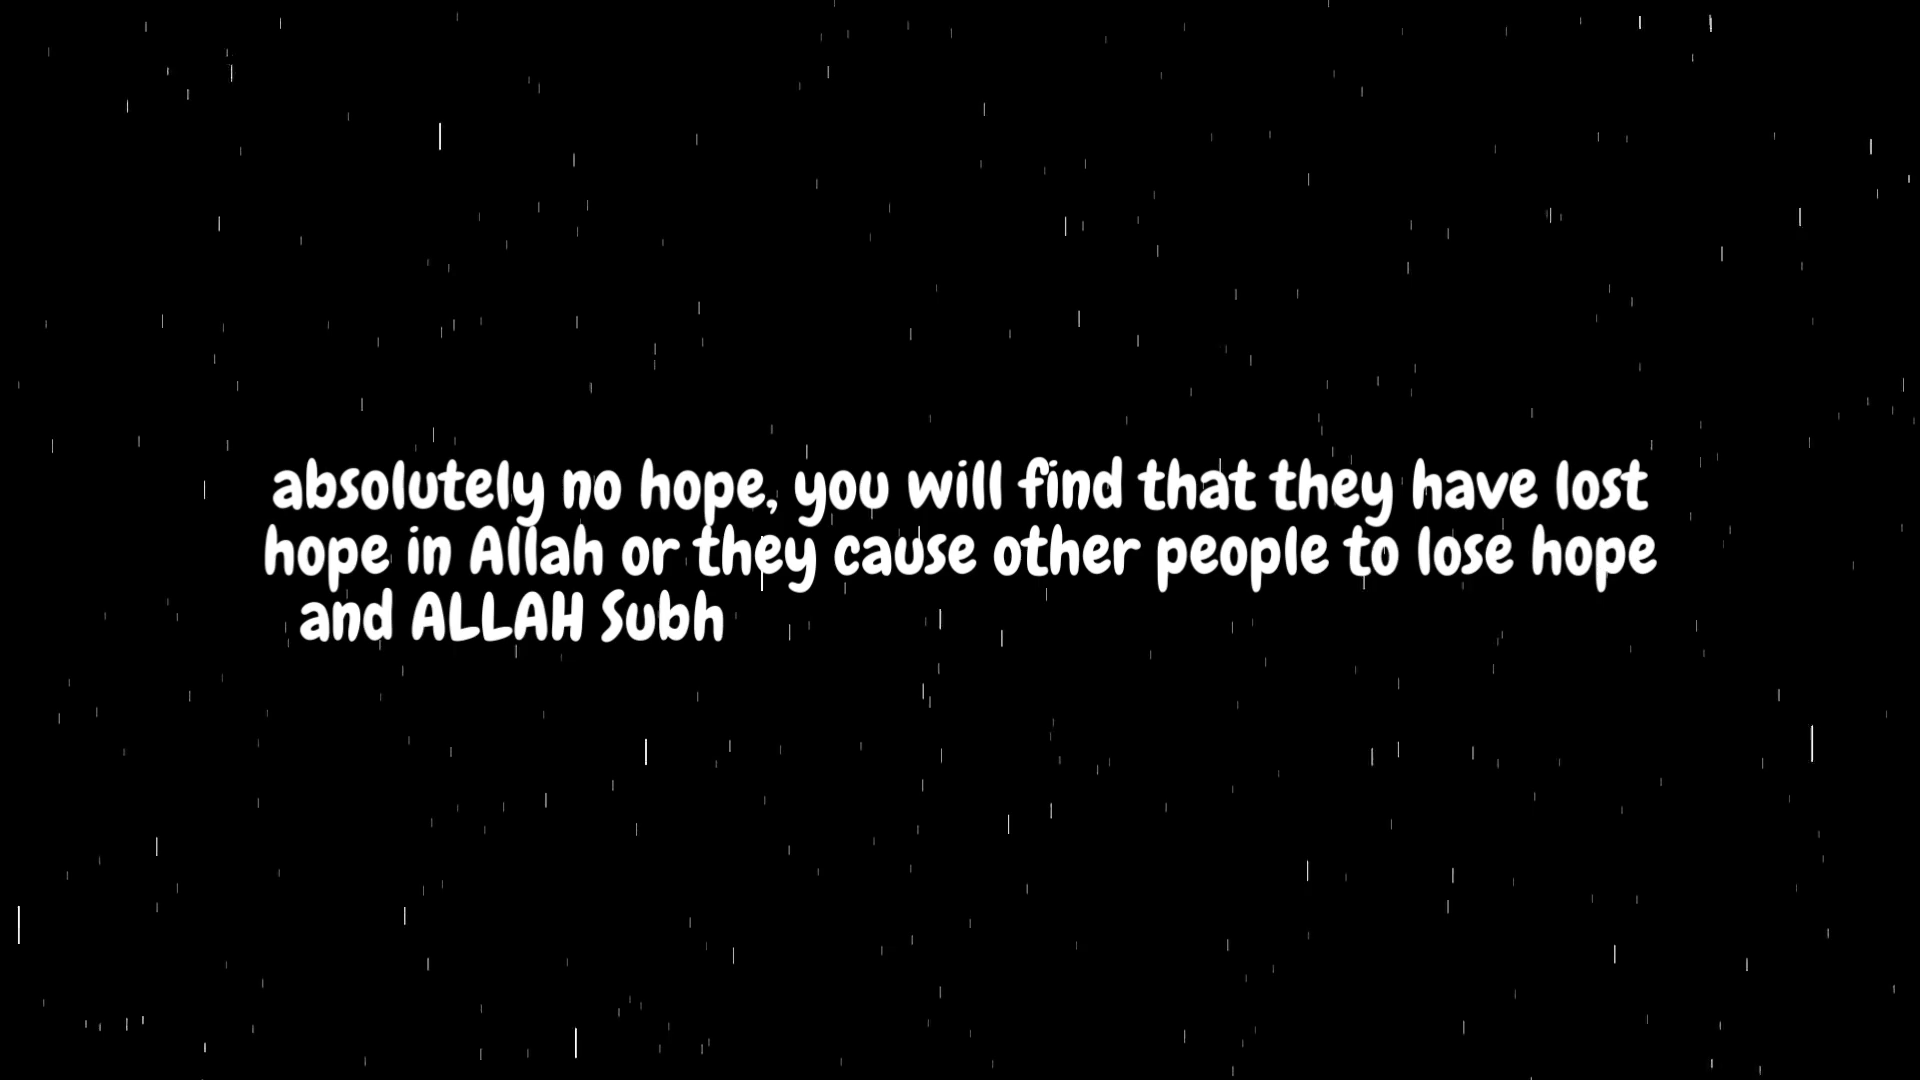 absolutely no hope, you will find that they have lost
hope in Allah or they cause other people to lose hope
and ALLAH Subh